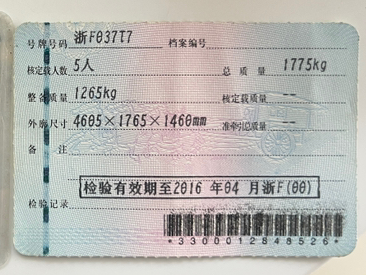 号牌号码 浙F037T7 档案编号
核定载人数 5人 总质量 1775kg
整备质量 1265kg 核定载质量 --
外廓尺寸 4605×1765×1460mm 准牵引总质量 --
备注
检验有效期至2016 年04 月浙F(00)
检验记录
*3300012848526*